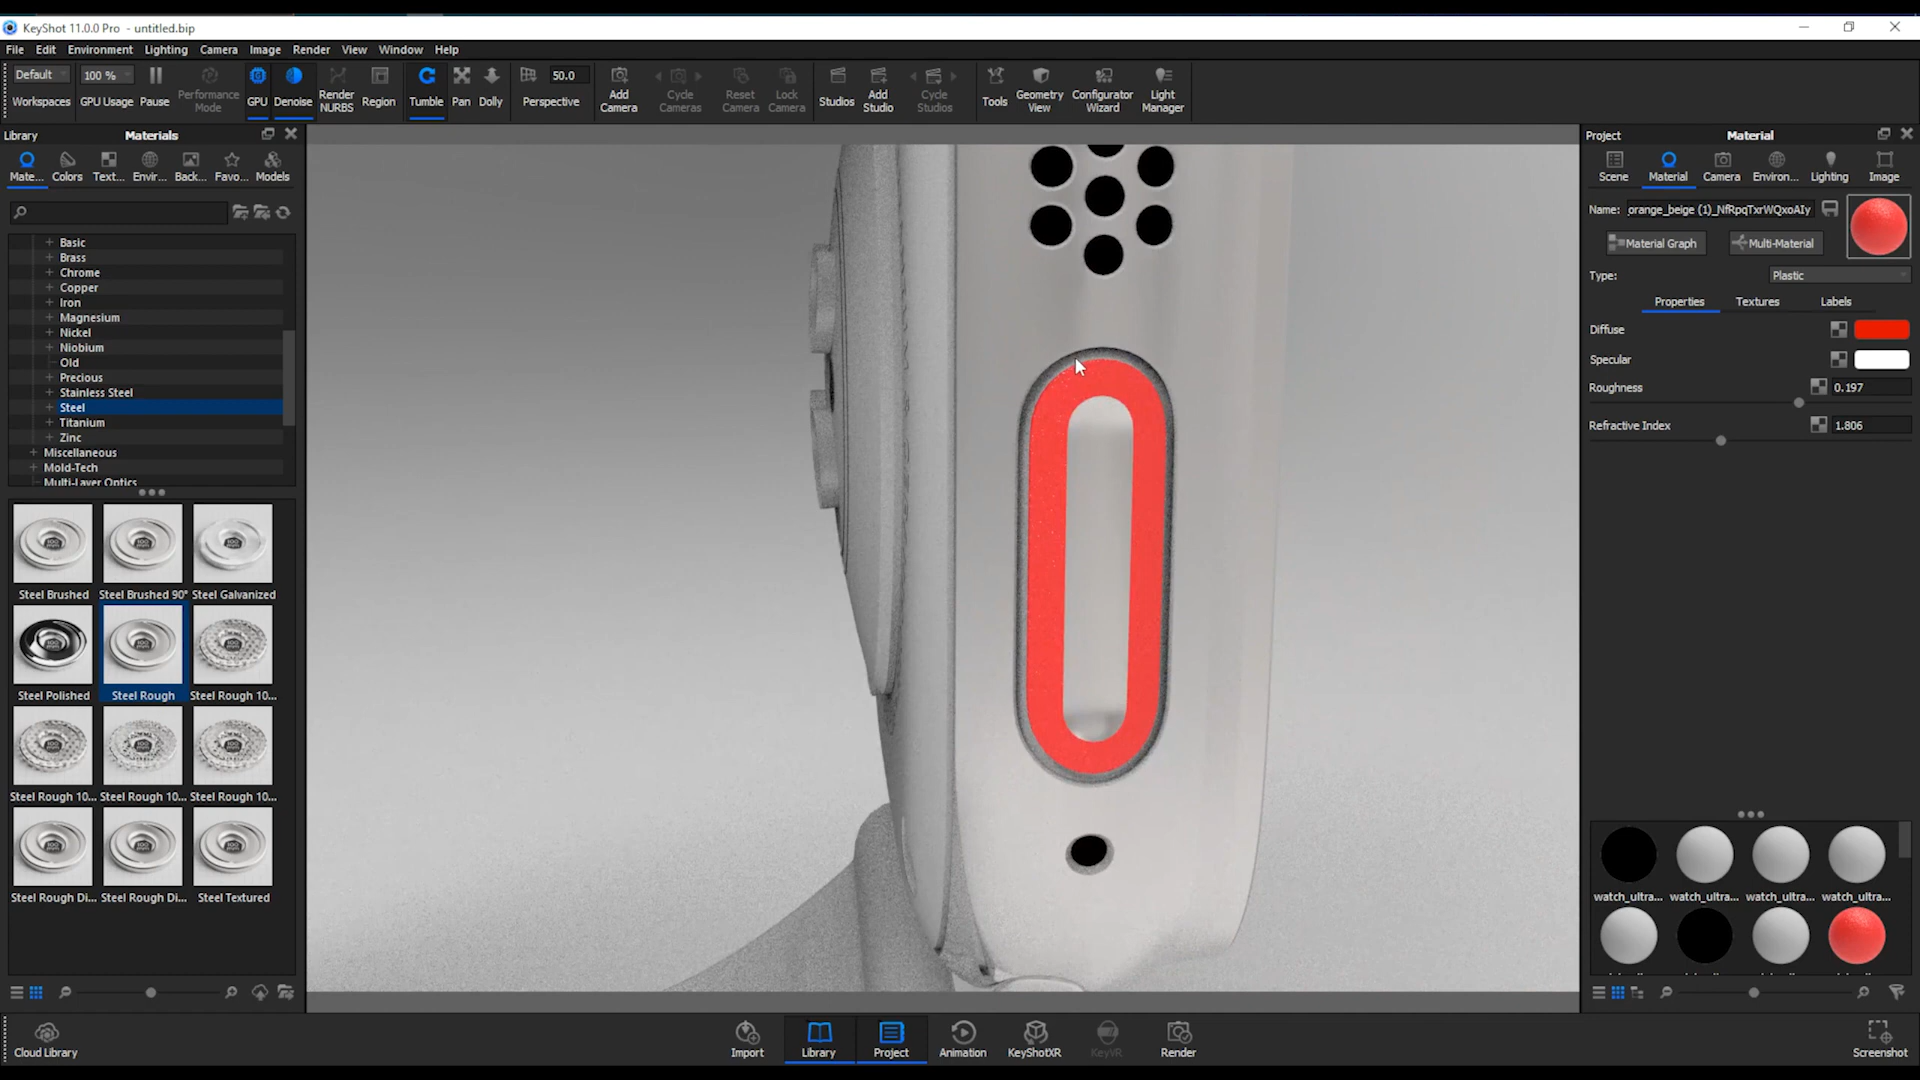 KeyShot 11.0.0 Pro - untitled.bip
File Edit Environment Lighting Camera Image Render View Window Help
Default 100 % 50.0
Workspaces GPU Usage Pause Performance Mode GPU Denoise Render NURBS Region Tumble Pan Dolly Perspective Add Camera Cycle Cameras Reset Camera Lock Camera Studios Add Studio Cycle Studios Tools Geometry View Configurator Wizard Light Manager
Library Materials
Mate... Colors Text... Envir... Back... Favo... Models
Basic
Brass
Chrome
Copper
Iron
Magnesium
Nickel
Niobium
Old
Precious
Stainless Steel
Steel
Titanium
Zinc
Miscellaneous
Mold-Tech
Multi-Layer Optics
Steel Brushed Steel Brushed 90° Steel Galvanized
Steel Polished Steel Rough Steel Rough 10...
Steel Rough 10... Steel Rough 10... Steel Rough 10...
Steel Rough Di... Steel Rough Di... Steel Textured
Project Material
Scene Material Camera Environ... Lighting Image
Name: orange_beige (1)_NfRpqTxrWQxoAIy
Material Graph Multi-Material
Type: Plastic
Properties Textures Labels
Diffuse
Specular
Roughness 0.197
Refractive Index 1.806
watch_ultra... watch_ultra... watch_ultra... watch_ultra...
Cloud Library Import Library Project Animation KeyShotXR KeyVR Render Screenshot